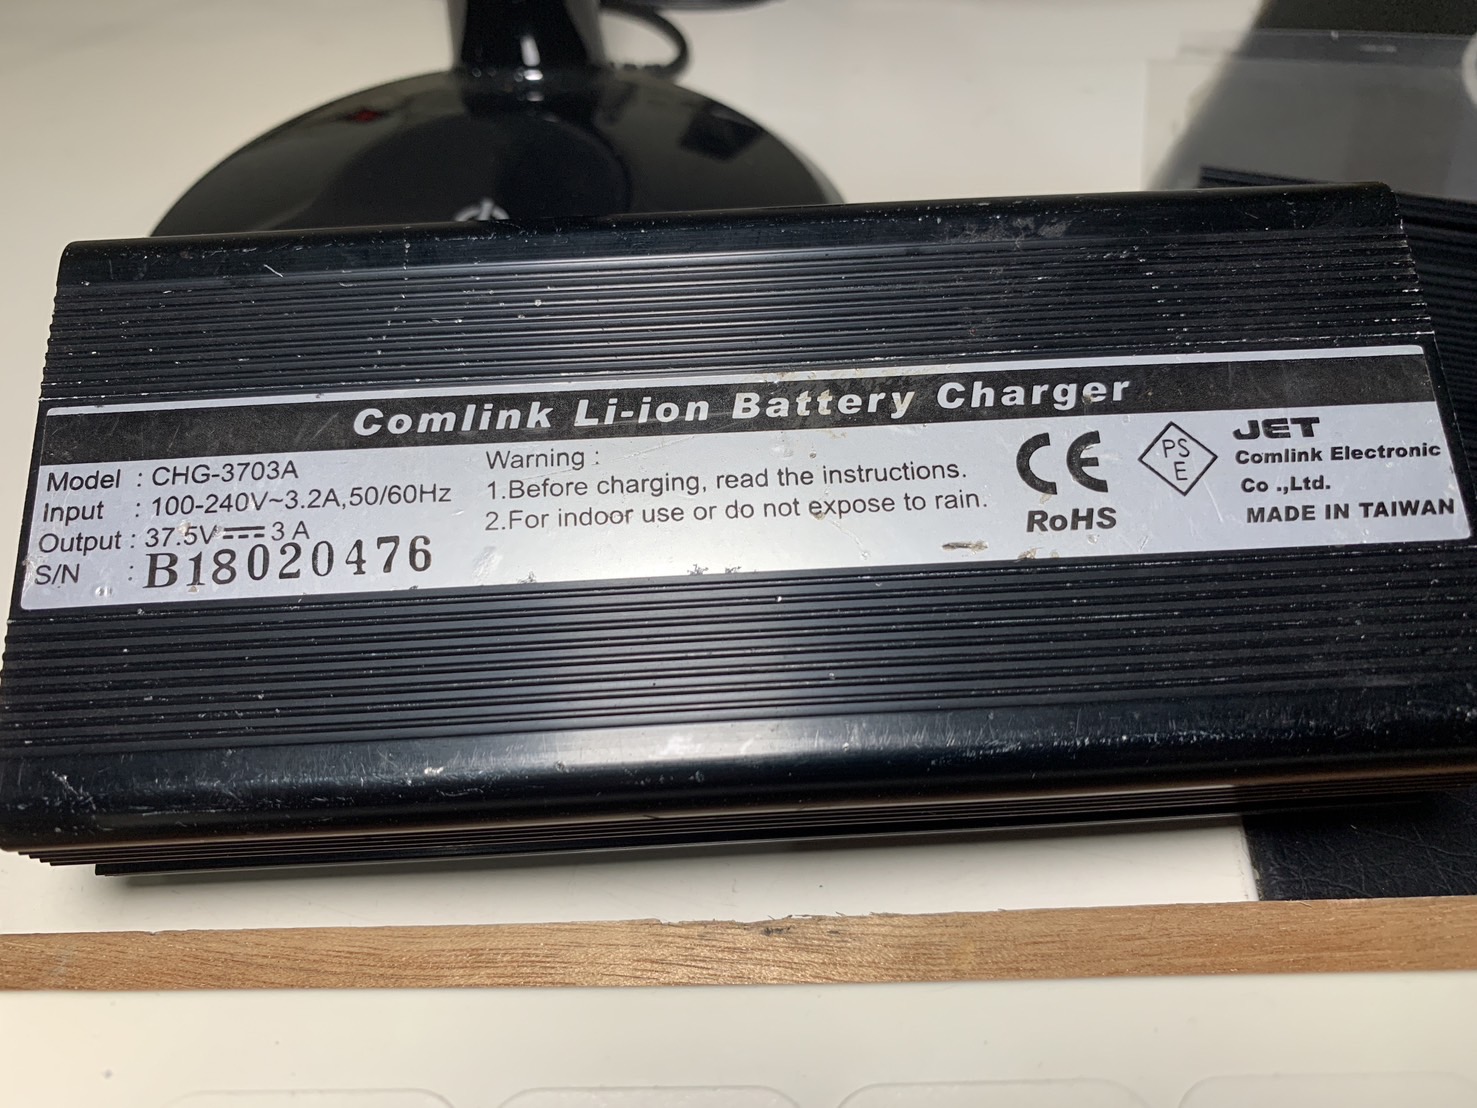 Comlink Li-ion Battery Charger
Model : CHG-3703A
Input : 100-240V~3.2A,50/60Hz
Output : 37.5V⎓3A
S/N : B18020476
Warning :
1.Before charging, read the instructions.
2.For indoor use or do not expose to rain.
CE
RoHS
PS
E
JET
Comlink Electronic
Co .,Ltd.
MADE IN TAIWAN